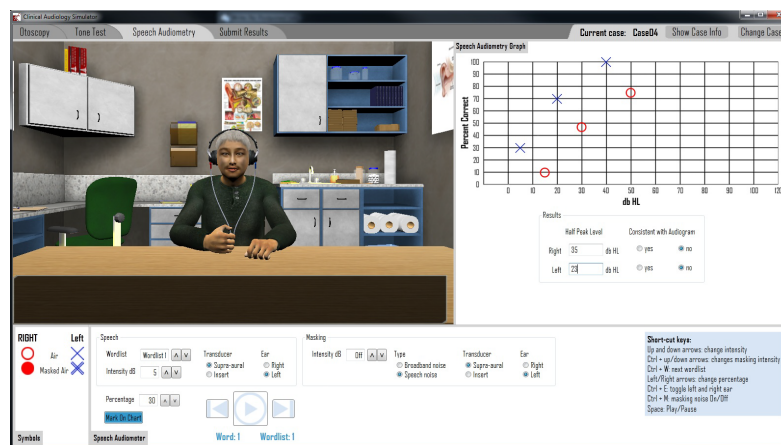 Clinical Audiology Simulator
Otoscopy Tone Test Speech Audiometry Submit Results Current case: Case04 Show Case Info Change Case
Speech Audiometry Graph
100
90
80
70
60
50
40
30
20
10
0
Percent Correct
0 10 20 30 40 50 60 70 80 90 100 110 120
db HL
Results
Half Peak Level Consistent with Audiogram
Right 35 db HL yes no
Left 23 db HL yes no
RIGHT Left
Air
Masked Air
Symbols
Speech
Wordlist Wordlist 1 Transducer Ear
Supra-aural Right
Intensity dB 5 Insert Left
Percentage 30
Mark On Chart
Word: 1 Wordlist: 1
Speech Audiometer
Masking
Intensity dB Off Type Transducer Ear
Broadband noise Supra-aural Right
Speech noise Insert Left
Short-cut keys:
Up and down arrows: change intensity
Ctrl + up/down arrows: changes masking intensity
Ctrl + W: next wordlist
Left/Right arrows: change percentage
Ctrl + E: toggle left and right ear
Ctrl + M: masking noise On/Off
Space: Play/Pause